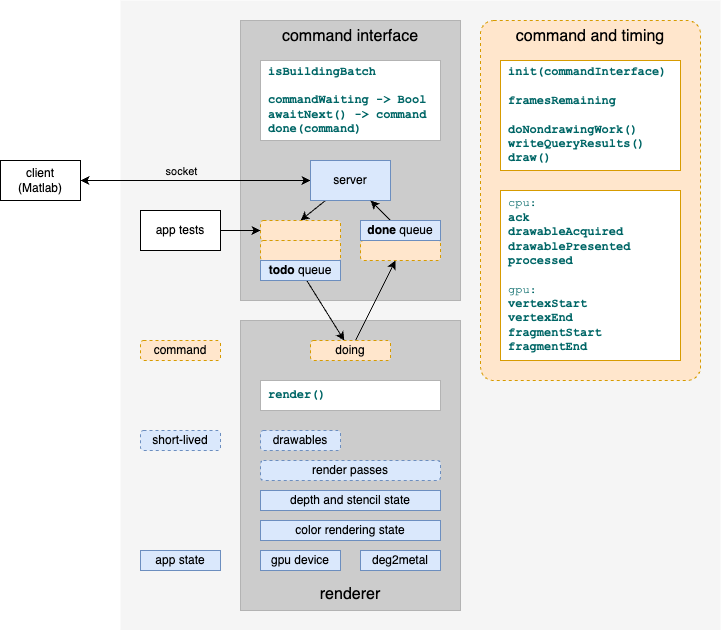 command interface
isBuildingBatch
commandWaiting -> Bool
awaitNext() -> command
done(command)
command and timing
init(commandInterface)
framesRemaining
doNondrawingWork()
writeQueryResults()
draw()
cpu:
ack
drawableAcquired
drawablePresented
processed
gpu:
vertexStart
vertexEnd
fragmentStart
fragmentEnd
client
(Matlab)
socket
server
app tests
done queue
todo queue
command
doing
render()
short-lived
drawables
render passes
depth and stencil state
color rendering state
app state
gpu device
deg2metal
renderer